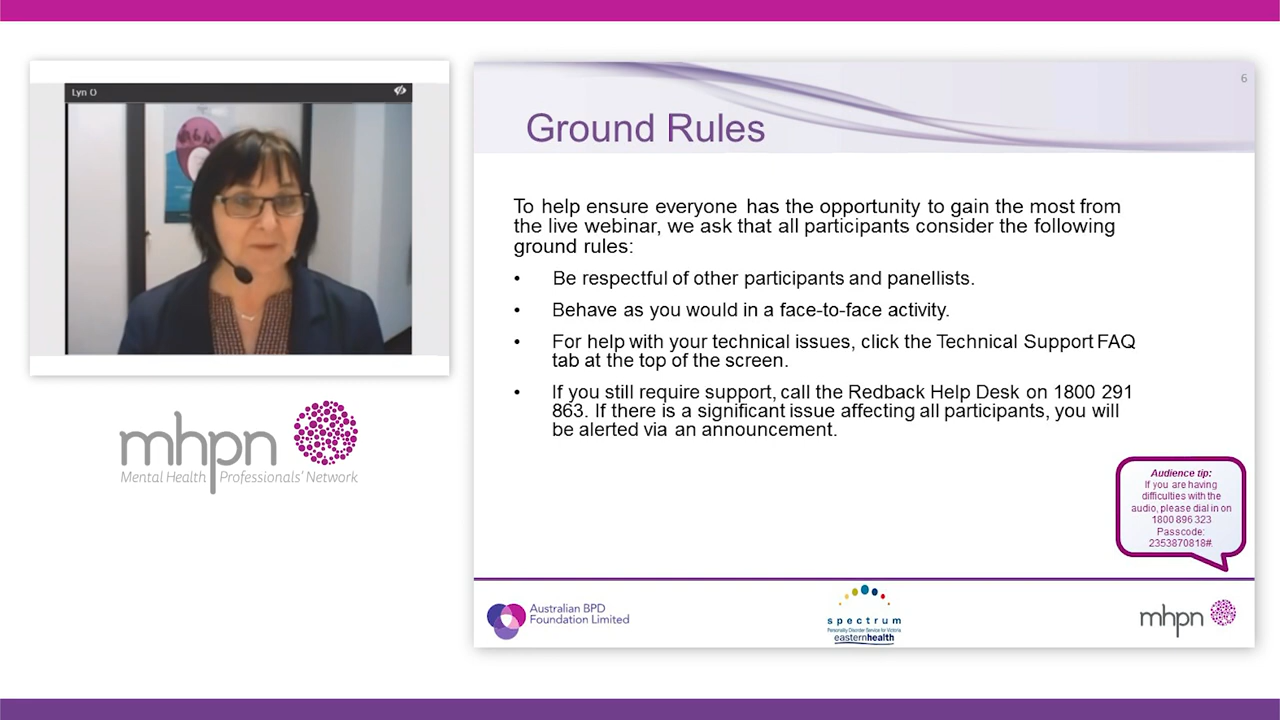 Lyn O
mhpn
Mental Health Professionals' Network
6
Ground Rules
To help ensure everyone has the opportunity to gain the most from
the live webinar, we ask that all participants consider the following
ground rules:
• Be respectful of other participants and panellists.
• Behave as you would in a face-to-face activity.
• For help with your technical issues, click the Technical Support FAQ
tab at the top of the screen.
• If you still require support, call the Redback Help Desk on 1800 291
863. If there is a significant issue affecting all participants, you will
be alerted via an announcement.
Audience tip:
If you are having
difficulties with the
audio, please dial in on
1800 896 323
Passcode:
2353870818#.
Australian BPD
Foundation Limited
spectrum
Personality Disorder Service for Victoria
easternhealth
mhpn